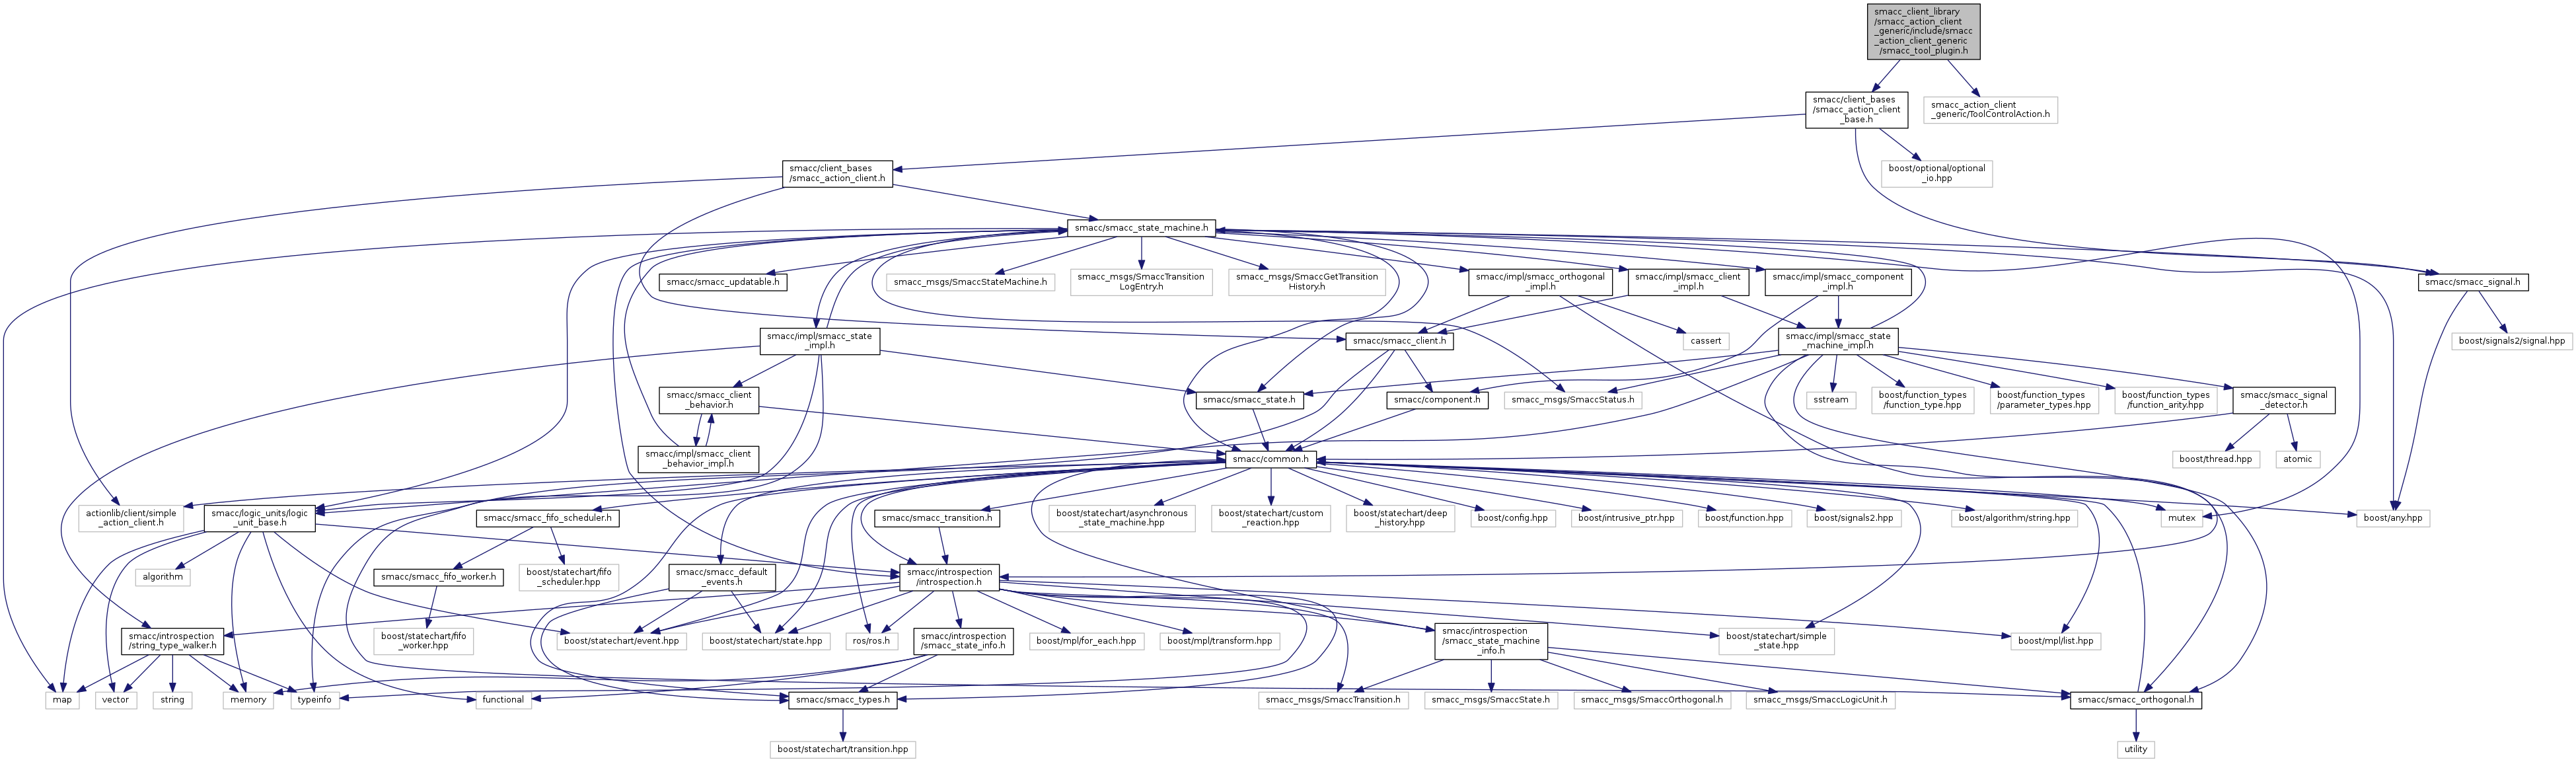 smacc_client_library
/smacc_action_client
_generic/include/smacc
_action_client_generic
/smacc_tool_plugin.h
smacc/client_bases
/smacc_action_client
_base.h
smacc_action_client
_generic/ToolControlAction.h
smacc/client_bases
/smacc_action_client.h
boost/optional/optional
_io.hpp
smacc/smacc_state_machine.h
smacc/smacc_updatable.h
smacc_msgs/SmaccStateMachine.h
smacc_msgs/SmaccTransition
LogEntry.h
smacc_msgs/SmaccGetTransition
History.h
smacc/impl/smacc_orthogonal
_impl.h
smacc/impl/smacc_client
_impl.h
smacc/impl/smacc_component
_impl.h
smacc/smacc_signal.h
smacc/impl/smacc_state
_impl.h
smacc/smacc_client.h
cassert
smacc/impl/smacc_state
_machine_impl.h
boost/signals2/signal.hpp
smacc/smacc_client
_behavior.h
smacc/smacc_state.h
smacc/component.h
smacc_msgs/SmaccStatus.h
sstream
boost/function_types
/function_type.hpp
boost/function_types
/parameter_types.hpp
boost/function_types
/function_arity.hpp
smacc/smacc_signal
_detector.h
smacc/impl/smacc_client
_behavior_impl.h
smacc/common.h
boost/thread.hpp
atomic
actionlib/client/simple
_action_client.h
smacc/logic_units/logic
_unit_base.h
smacc/smacc_fifo_scheduler.h
smacc/smacc_transition.h
boost/statechart/asynchronous
_state_machine.hpp
boost/statechart/custom
_reaction.hpp
boost/statechart/deep
_history.hpp
boost/config.hpp
boost/intrusive_ptr.hpp
boost/function.hpp
boost/signals2.hpp
boost/algorithm/string.hpp
mutex
boost/any.hpp
algorithm
smacc/smacc_fifo_worker.h
boost/statechart/fifo
_scheduler.hpp
smacc/smacc_default
_events.h
smacc/introspection
/introspection.h
smacc/introspection
/string_type_walker.h
boost/statechart/fifo
_worker.hpp
boost/statechart/event.hpp
boost/statechart/state.hpp
ros/ros.h
smacc/introspection
/smacc_state_info.h
boost/mpl/for_each.hpp
boost/mpl/transform.hpp
smacc/introspection
/smacc_state_machine
_info.h
boost/statechart/simple
_state.hpp
boost/mpl/list.hpp
map
vector
string
memory
typeinfo
functional
smacc/smacc_types.h
smacc_msgs/SmaccTransition.h
smacc_msgs/SmaccState.h
smacc_msgs/SmaccOrthogonal.h
smacc_msgs/SmaccLogicUnit.h
smacc/smacc_orthogonal.h
boost/statechart/transition.hpp
utility